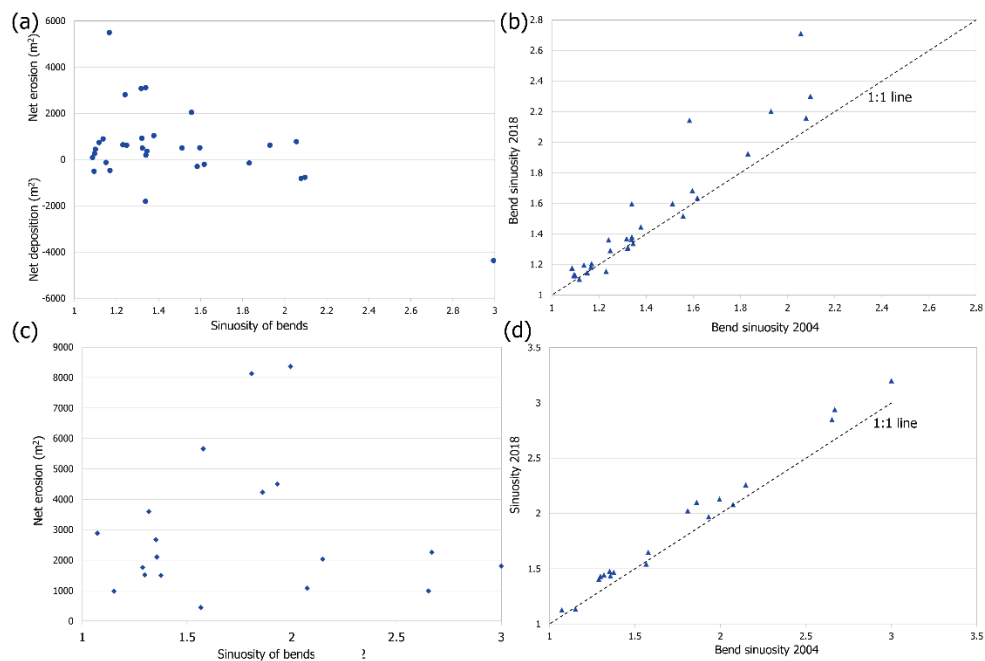 (a)
Net erosion (m²)
Net deposition (m²)
6000
4000
2000
0
-2000
-4000
-6000
1 1.2 1.4 1.6 1.8 2 2.2 2.4 2.6 2.8 3
Sinuosity of bends
(b)
Bend sinuosity 2018
2.8
2.6
2.4
2.2
2
1.8
1.6
1.4
1.2
1
1:1 line
1 1.2 1.4 1.6 1.8 2 2.2 2.4 2.6 2.8
Bend sinuosity 2004
(c)
Net erosion (m²)
9000
8000
7000
6000
5000
4000
3000
2000
1000
0
1 1.5 2 2.5 3
Sinuosity of bends
(d)
Sinuosity 2018
3.5
3
2.5
2
1.5
1
1:1 line
1 1.5 2 2.5 3 3.5
Bend sinuosity 2004